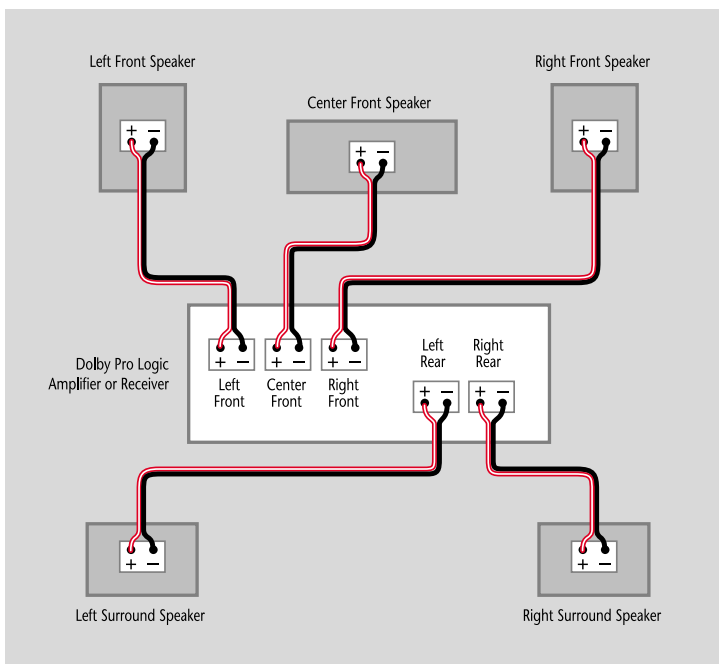 Left Front Speaker
Right Front Speaker
Center Front Speaker
+ −
+ −
+ −
Dolby Pro Logic
Amplifier or Receiver
+ −
+ −
+ −
Left
Front
Center
Front
Right
Front
Left
Rear
Right
Rear
+ −
+ −
+ −
+ −
Left Surround Speaker
Right Surround Speaker